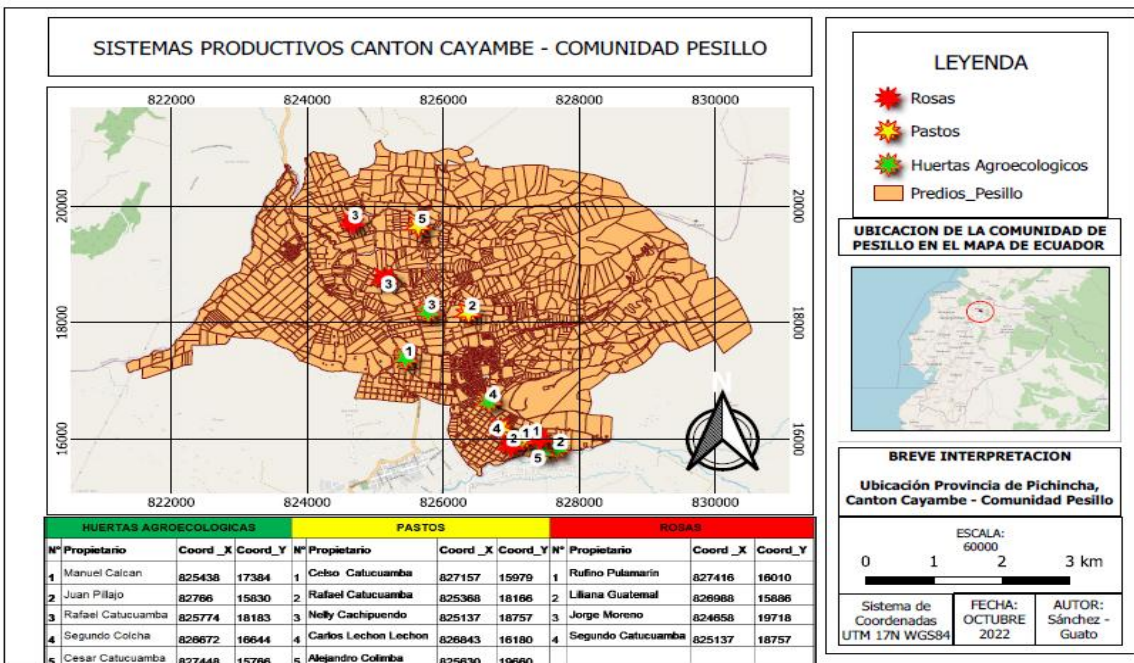 SISTEMAS PRODUCTIVOS CANTON CAYAMBE - COMUNIDAD PESILLO
822000 824000 826000 828000 830000
20000 20000
18000 18000
16000 16000
822000 824000 826000 828000 830000
3
5
3
3
2
1
4
4
2
1
1
5
2
N
LEYENDA
Rosas
Pastos
Huertas Agroecologicos
Predios_Pesillo
UBICACION DE LA COMUNIDAD DE
PESILLO EN EL MAPA DE ECUADOR
BREVE INTERPRETACION
Ubicación Provincia de Pichincha,
Canton Cayambe - Comunidad Pesillo
ESCALA:
60000
0 1 2 3 km
Sistema de
Coordenadas
UTM 17N WGS84
FECHA:
OCTUBRE
2022
AUTOR:
Sánchez -
Guato
HUERTAS AGROECOLOGICAS PASTOS ROSAS
Nº Propietario Coord _X Coord_Y Nº Propietario Coord _X Coord_Y Nº Propietario Coord _X Coord_Y
1 Manuel Calcan 825438 17384 1 Celso Catucuamba 827157 15979 1 Rufino Pulamarin 827416 16010
2 Juan Pillajo 82766 15830 2 Rafael Catucuamba 825368 18166 2 Liliana Guatemal 826988 15886
3 Rafael Catucuamba 825774 18183 3 Nelly Cachipuendo 825137 18757 3 Jorge Moreno 824658 19718
4 Segundo Colcha 826672 16644 4 Carlos Lechon Lechon 826843 16180 4 Segundo Catucuamba 825137 18757
5 Cesar Catucuamba 827448 15766 5 Alejandro Colimba 825630 19660